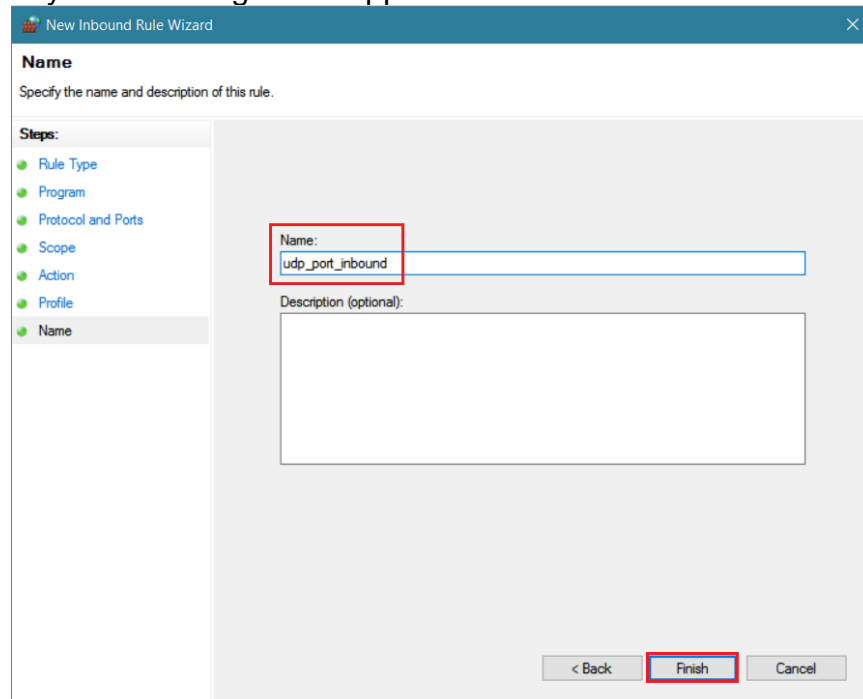 New Inbound Rule Wizard
Name
Specify the name and description of this rule.
Steps:
Rule Type
Program
Protocol and Ports
Scope
Action
Profile
Name
Name:
udp_port_inbound
Description (optional):
< Back Finish Cancel